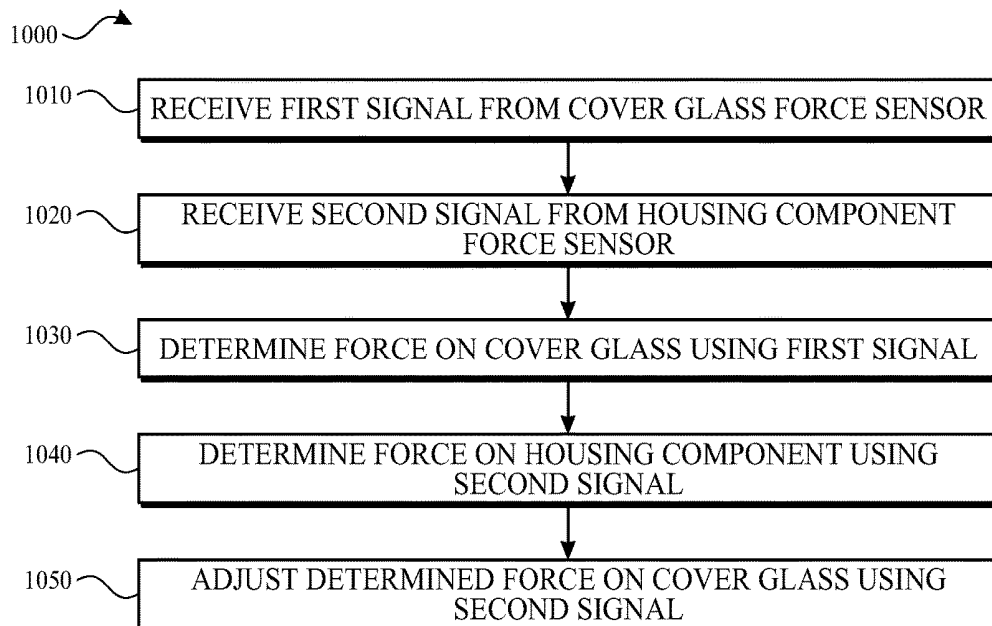 1000
1010
RECEIVE FIRST SIGNAL FROM COVER GLASS FORCE SENSOR
1020
RECEIVE SECOND SIGNAL FROM HOUSING COMPONENT
FORCE SENSOR
1030
DETERMINE FORCE ON COVER GLASS USING FIRST SIGNAL
1040
DETERMINE FORCE ON HOUSING COMPONENT USING
SECOND SIGNAL
1050
ADJUST DETERMINED FORCE ON COVER GLASS USING
SECOND SIGNAL